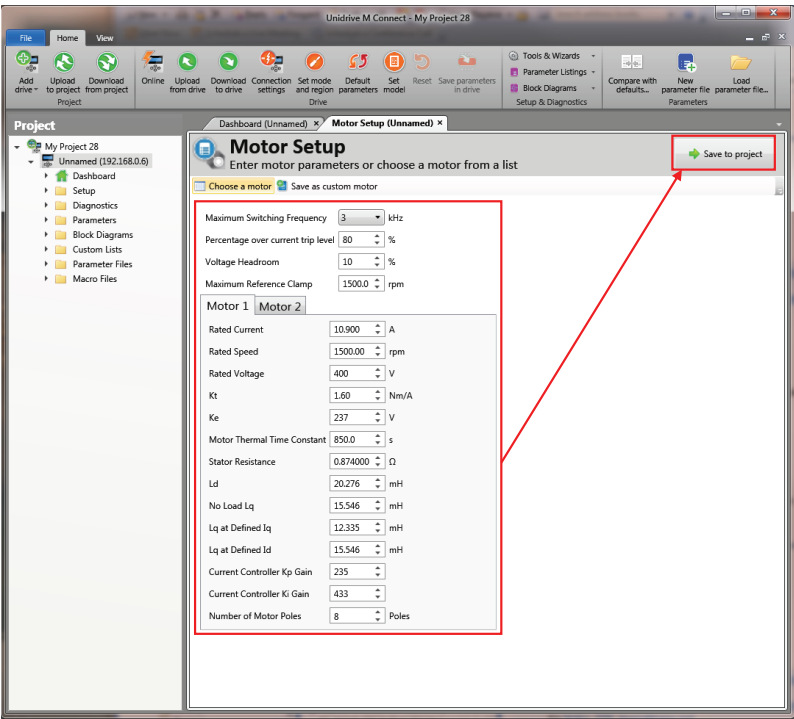 Unidrive M Connect - My Project 28
File Home View
Add drive
Upload to project
Download from project
Online
Upload from drive
Download to drive
Connection settings
Set mode and region
Default parameters
Set model
Reset
Save parameters in drive
Tools & Wizards
Parameter Listings
Block Diagrams
Compare with defaults...
New parameter file
Load parameter file...
Project
Drive
Setup & Diagnostics
Parameters
Project
Dashboard (Unnamed) × Motor Setup (Unnamed) ×
My Project 28
Unnamed (192.168.0.6)
Dashboard
Setup
Diagnostics
Parameters
Block Diagrams
Custom Lists
Parameter Files
Macro Files
Motor Setup
Enter motor parameters or choose a motor from a list
Save to project
Choose a motor Save as custom motor
Maximum Switching Frequency 3 kHz
Percentage over current trip level 80 %
Voltage Headroom 10 %
Maximum Reference Clamp 1500.0 rpm
Motor 1 Motor 2
Rated Current 10.900 A
Rated Speed 1500.00 rpm
Rated Voltage 400 V
Kt 1.60 Nm/A
Ke 237 V
Motor Thermal Time Constant 850.0 s
Stator Resistance 0.874000 Ω
Ld 20.276 mH
No Load Lq 15.546 mH
Lq at Defined Iq 12.335 mH
Lq at Defined Id 15.546 mH
Current Controller Kp Gain 235
Current Controller Ki Gain 433
Number of Motor Poles 8 Poles